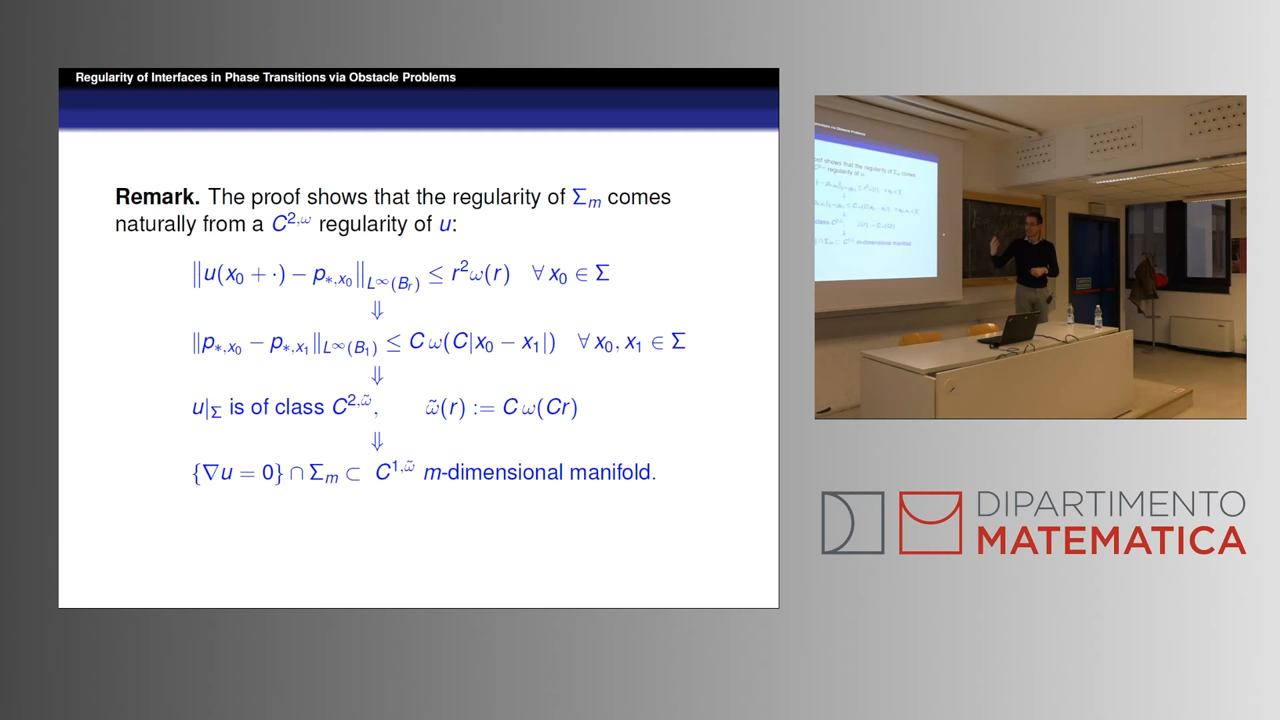 Regularity of Interfaces in Phase Transitions via Obstacle Problems
Remark. The proof shows that the regularity of Σ_m comes
naturally from a C^{2,ω} regularity of u:
‖u(x_0 + ·) − p_{*,x_0}‖_{L^∞(B_r)} ≤ r^2 ω(r) ∀ x_0 ∈ Σ
⇓
‖p_{*,x_0} − p_{*,x_1}‖_{L^∞(B_1)} ≤ C ω(C|x_0 − x_1|) ∀ x_0, x_1 ∈ Σ
⇓
u|_Σ is of class C^{2,ω̃}, ω̃(r) := C ω(Cr)
⇓
{∇u = 0} ∩ Σ_m ⊂ C^{1,ω̃} m-dimensional manifold.
DIPARTIMENTO
MATEMATICA